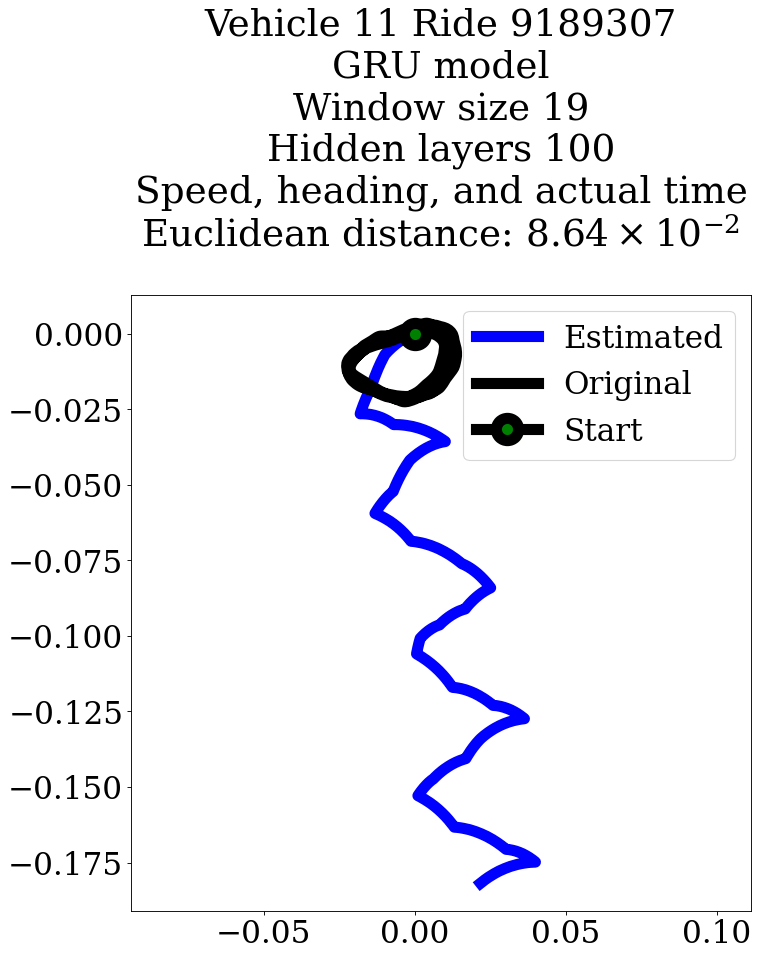 Vehicle 11 Ride 9189307
GRU model
Window size 19
Hidden layers 100
Speed, heading, and actual time
Euclidean distance: 8.64 × 10⁻²
Estimated
Original
Start
0.000
−0.025
−0.050
−0.075
−0.100
−0.125
−0.150
−0.175
−0.05 0.00 0.05 0.10